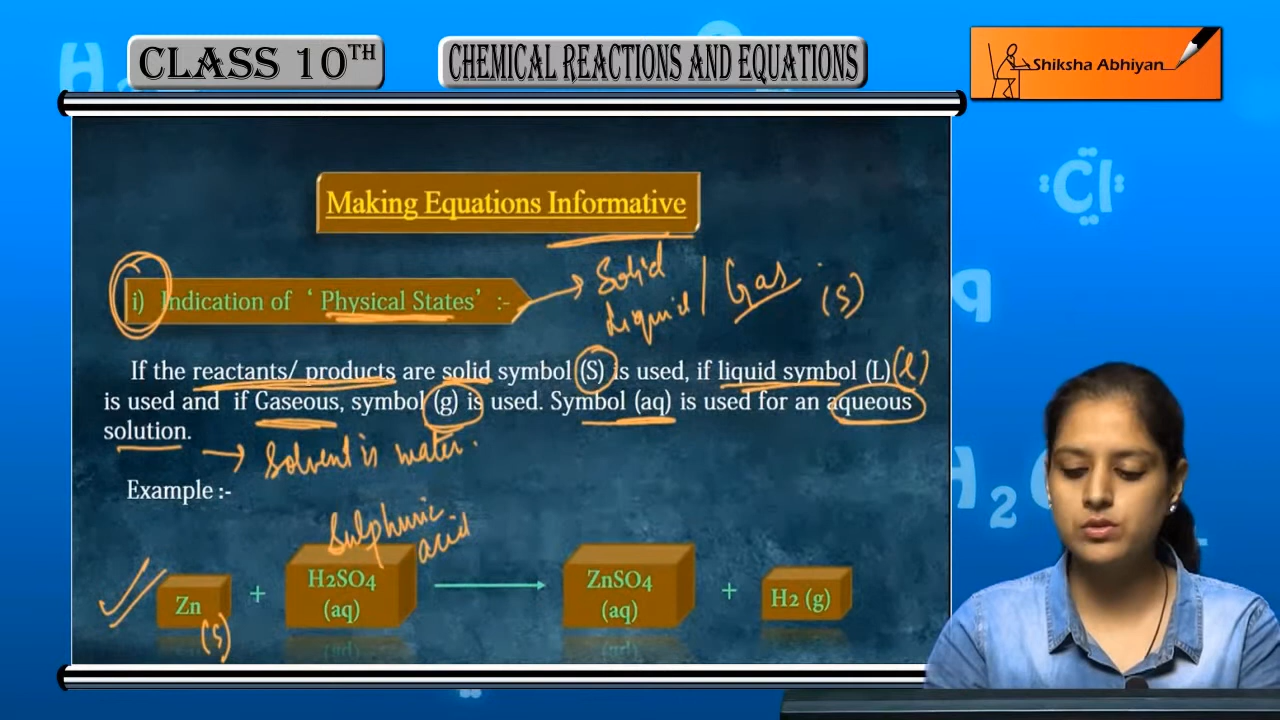 CLASS 10TH
CHEMICAL REACTIONS AND EQUATIONS
Shiksha Abhiyan
Making Equations Informative
i) Indication of ‘ Physical States’ :-
Solid
Liquid / Gas (s)
If the reactants/ products are solid symbol (S) is used, if liquid symbol (L) (l)
is used and if Gaseous, symbol (g) is used. Symbol (aq) is used for an aqueous
solution.
→ Solvent is water.
Example :-
Sulphuric
acid
Zn + H2SO4 ⟶ ZnSO4 + H2 (g)
(s) (aq) (aq)